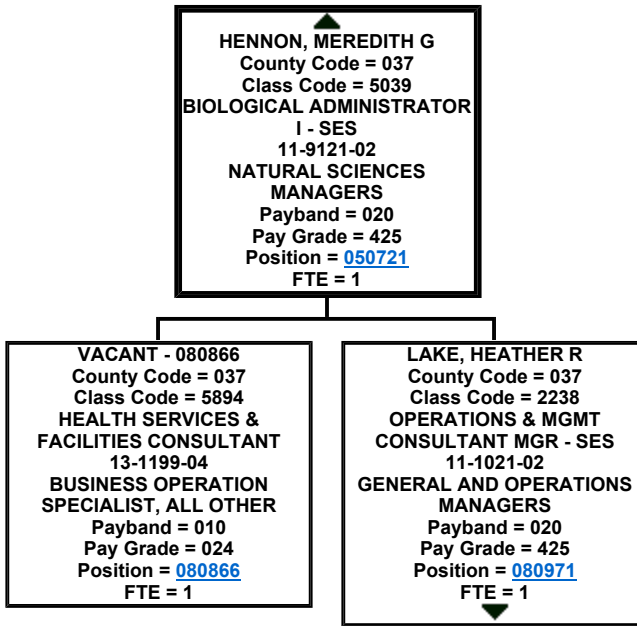 HENNON, MEREDITH G
County Code = 037
Class Code = 5039
BIOLOGICAL ADMINISTRATOR
I - SES
11-9121-02
NATURAL SCIENCES
MANAGERS
Payband = 020
Pay Grade = 425
Position = 050721
FTE = 1
VACANT - 080866
County Code = 037
Class Code = 5894
HEALTH SERVICES &
FACILITIES CONSULTANT
13-1199-04
BUSINESS OPERATION
SPECIALIST, ALL OTHER
Payband = 010
Pay Grade = 024
Position = 080866
FTE = 1
LAKE, HEATHER R
County Code = 037
Class Code = 2238
OPERATIONS & MGMT
CONSULTANT MGR - SES
11-1021-02
GENERAL AND OPERATIONS
MANAGERS
Payband = 020
Pay Grade = 425
Position = 080971
FTE = 1